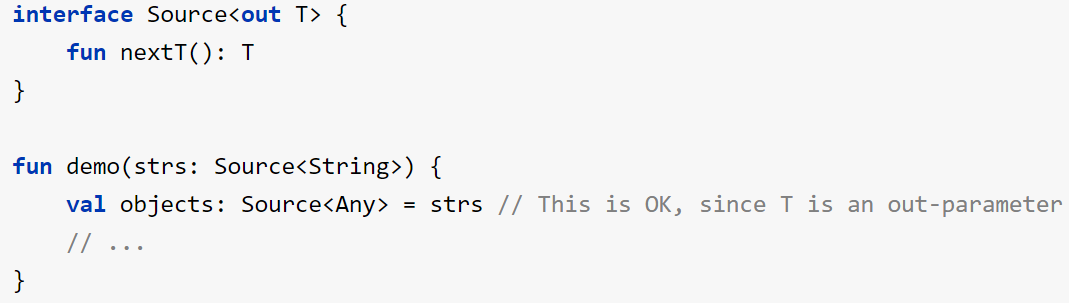 interface Source<out T> {
    fun nextT(): T
}

fun demo(strs: Source<String>) {
    val objects: Source<Any> = strs // This is OK, since T is an out-parameter
    // ...
}